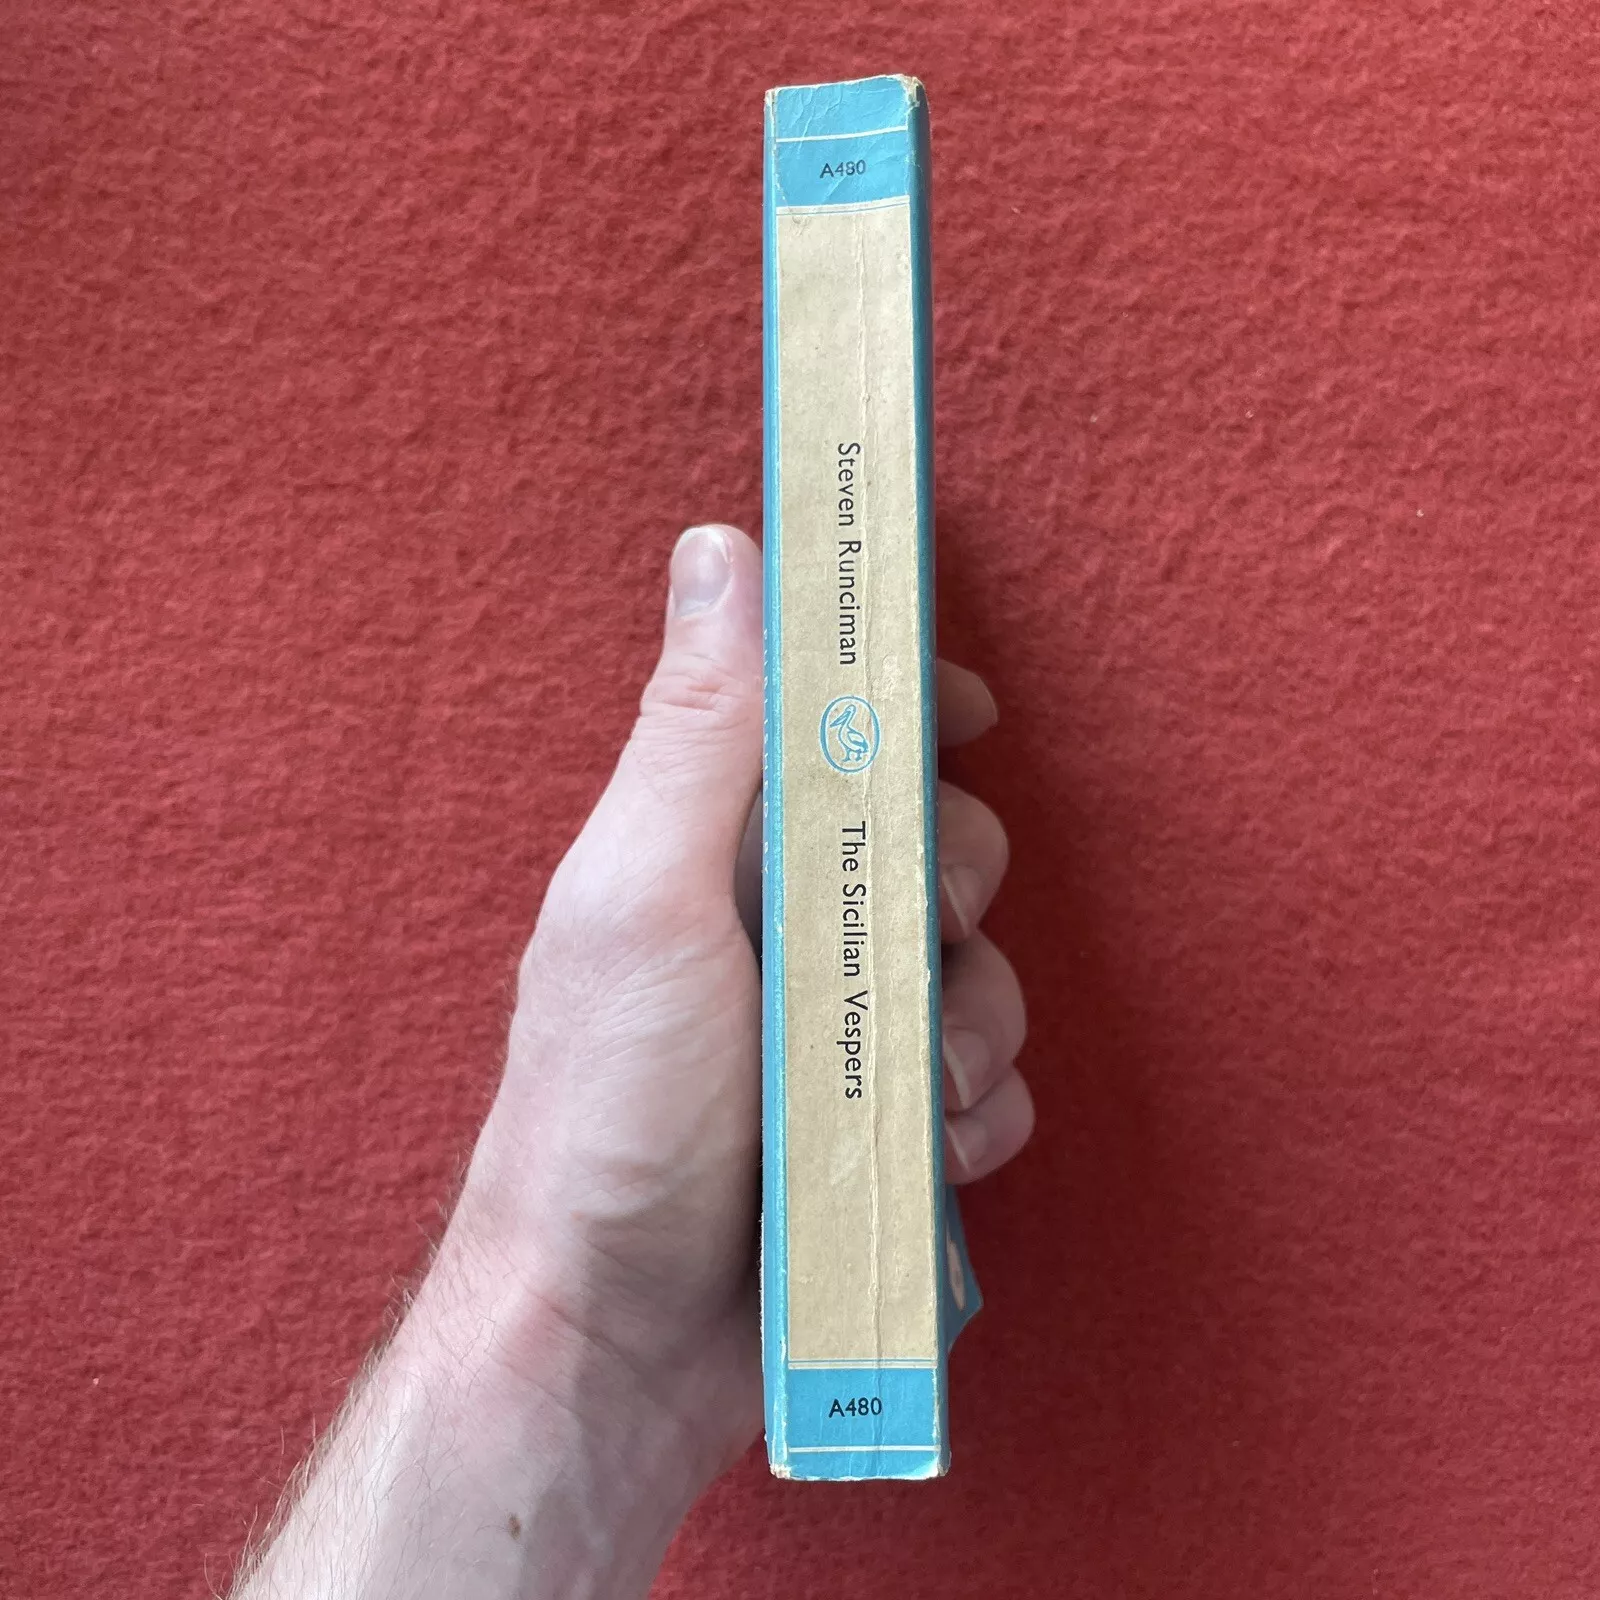 A480
Steven Runciman
The Sicilian Vespers
A480